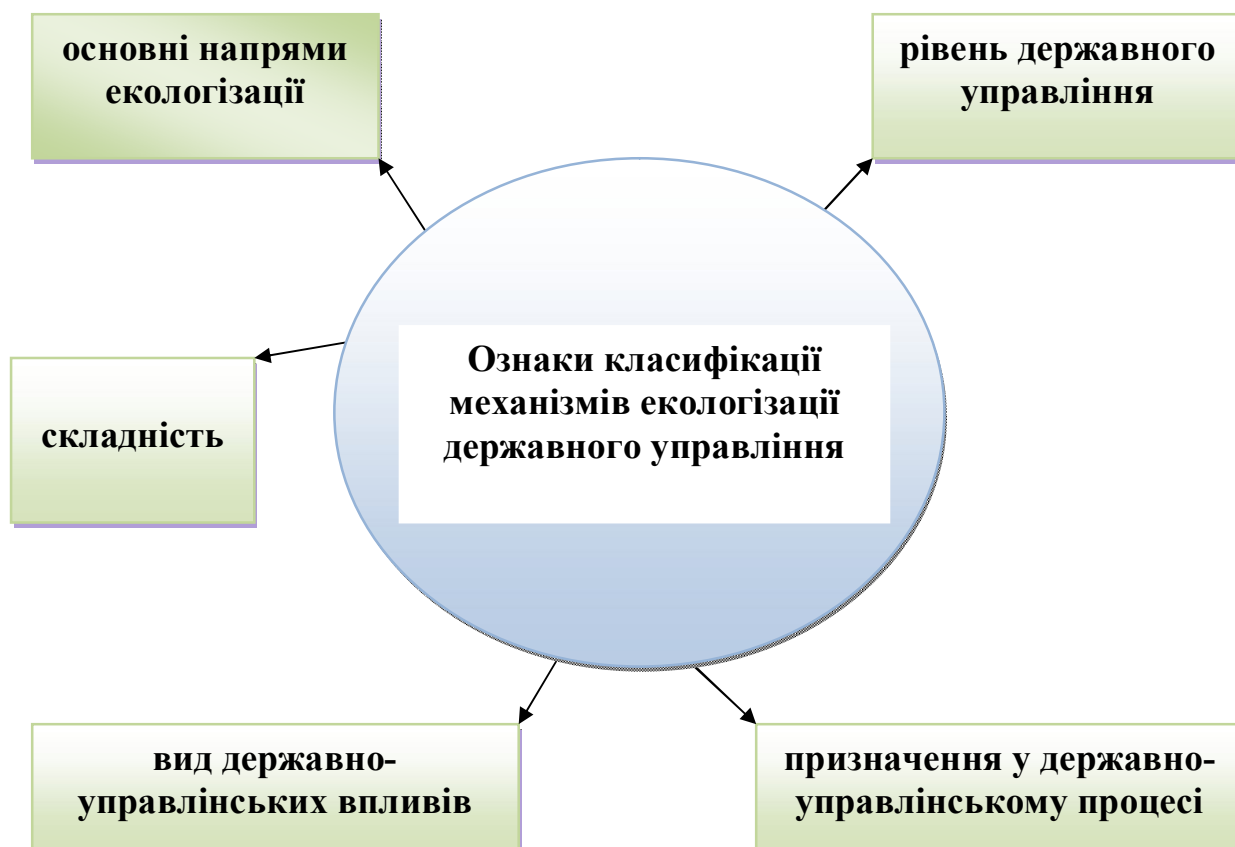 основні напрями
екологізації
рівень державного
управління
Ознаки класифікації
механізмів екологізації
державного управління
складність
вид державно-
управлінських впливів
призначення у державно-
управлінському процесі